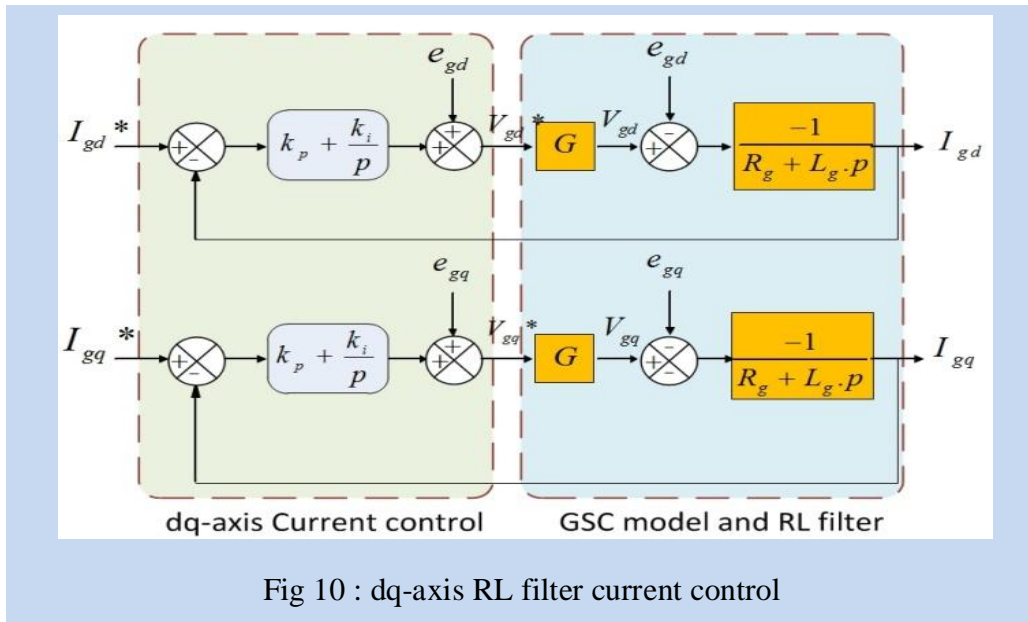 e_gd
e_gd
I_gd * + - k_p + k_i / p + + V_gd * G V_gd + - -1 / R_g + L_g . p I_gd
e_gq
e_gq
I_gq * + - k_p + k_i / p + + V_gq * G V_gq - - -1 / R_g + L_g . p I_gq
dq-axis Current control GSC model and RL filter
Fig 10 : dq-axis RL filter current control